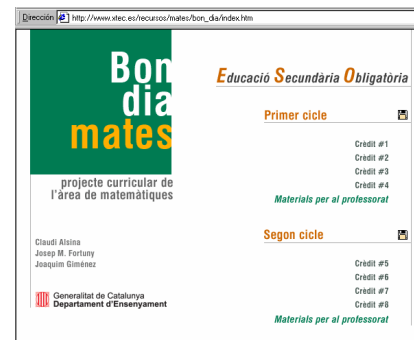 Dirección http://www.xtec.es/recursos/mates/bon_dia/index.htm
Bon
dia
mates
projecte curricular de
l'àrea de matemàtiques
Claudi Alsina
Josep M. Fortuny
Joaquim Giménez
Generalitat de Catalunya
Departament d'Ensenyament
Educació Secundària Obligatòria
Primer cicle
Crèdit #1
Crèdit #2
Crèdit #3
Crèdit #4
Materials per al professorat
Segon cicle
Crèdit #5
Crèdit #6
Crèdit #7
Crèdit #8
Materials per al professorat